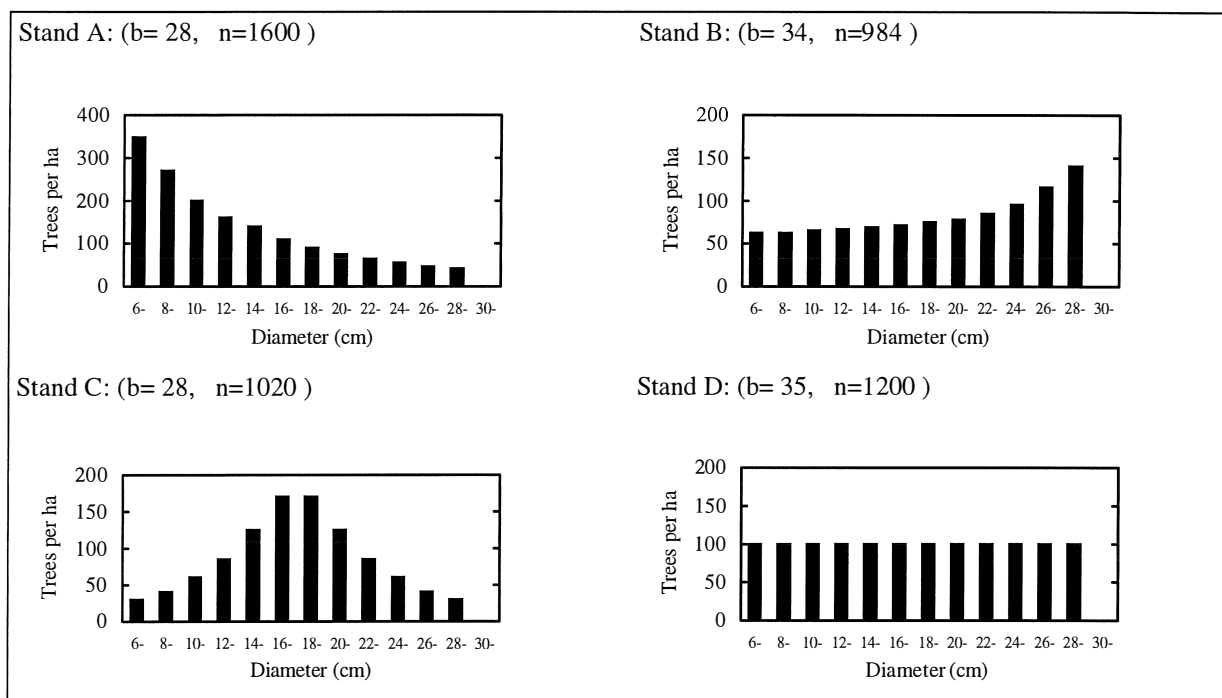 Stand A: (b= 28, n=1600 )
400
300
200
100
0
Trees per ha
6- 8- 10- 12- 14- 16- 18- 20- 22- 24- 26- 28- 30-
Diameter (cm)
Stand B: (b= 34, n=984 )
200
150
100
50
0
Trees per ha
6- 8- 10- 12- 14- 16- 18- 20- 22- 24- 26- 28- 30-
Diameter (cm)
Stand C: (b= 28, n=1020 )
200
150
100
50
0
Trees per ha
6- 8- 10- 12- 14- 16- 18- 20- 22- 24- 26- 28- 30-
Diameter (cm)
Stand D: (b= 35, n=1200 )
200
150
100
50
0
Trees per ha
6- 8- 10- 12- 14- 16- 18- 20- 22- 24- 26- 28- 30-
Diameter (cm)